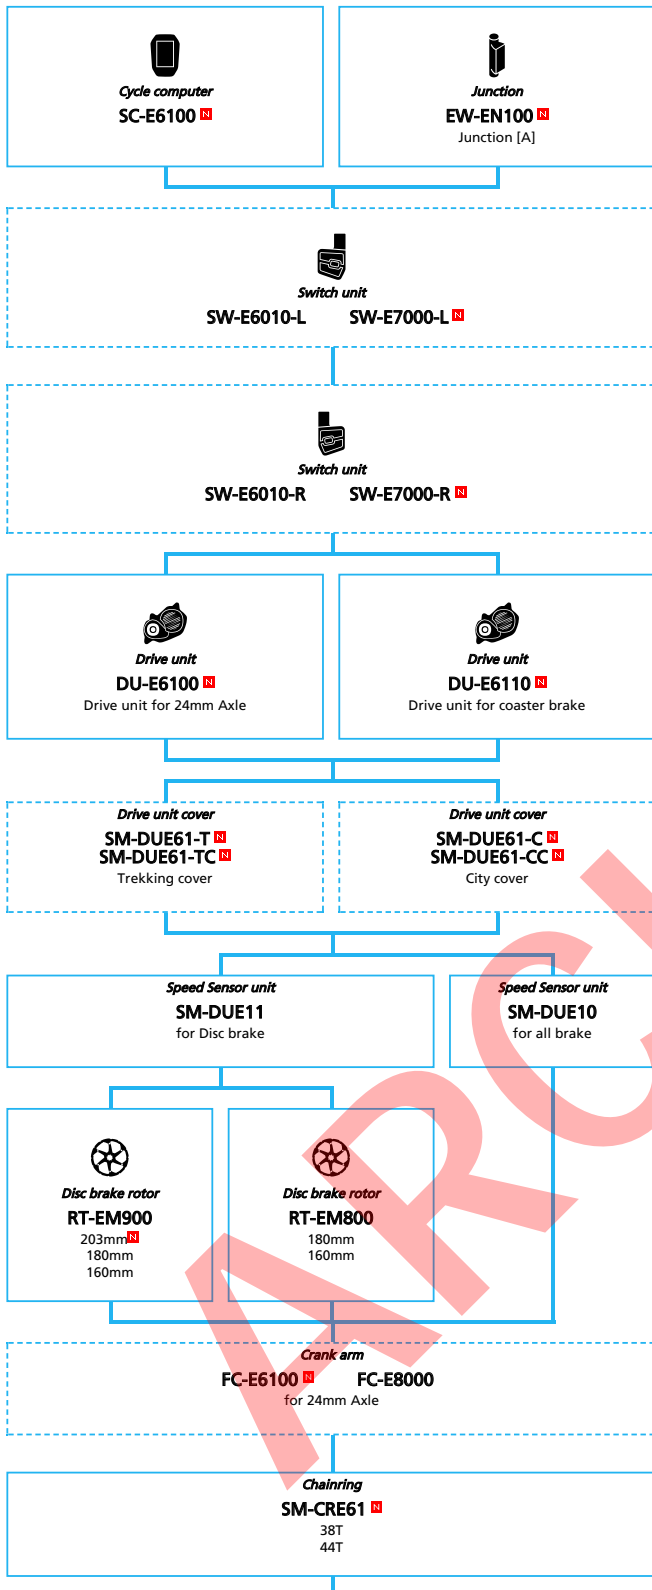 Cycle computer
SC-E6100 N
Junction
EW-EN100 N
Junction [A]
Switch unit
SW-E6010-L SW-E7000-L N
Switch unit
SW-E6010-R SW-E7000-R N
Drive unit
DU-E6100 N
Drive unit for 24mm Axle
Drive unit
DU-E6110 N
Drive unit for coaster brake
Drive unit cover
SM-DUE61-T N
SM-DUE61-TC N
Trekking cover
Drive unit cover
SM-DUE61-C N
SM-DUE61-CC N
City cover
Speed Sensor unit
SM-DUE11
for Disc brake
Speed Sensor unit
SM-DUE10
for all brake
Disc brake rotor
RT-EM900
203mm N
180mm
160mm
Disc brake rotor
RT-EM800
180mm
160mm
Crank arm
FC-E6100 N FC-E8000
for 24mm Axle
Chainring
SM-CRE61 N
38T
44T